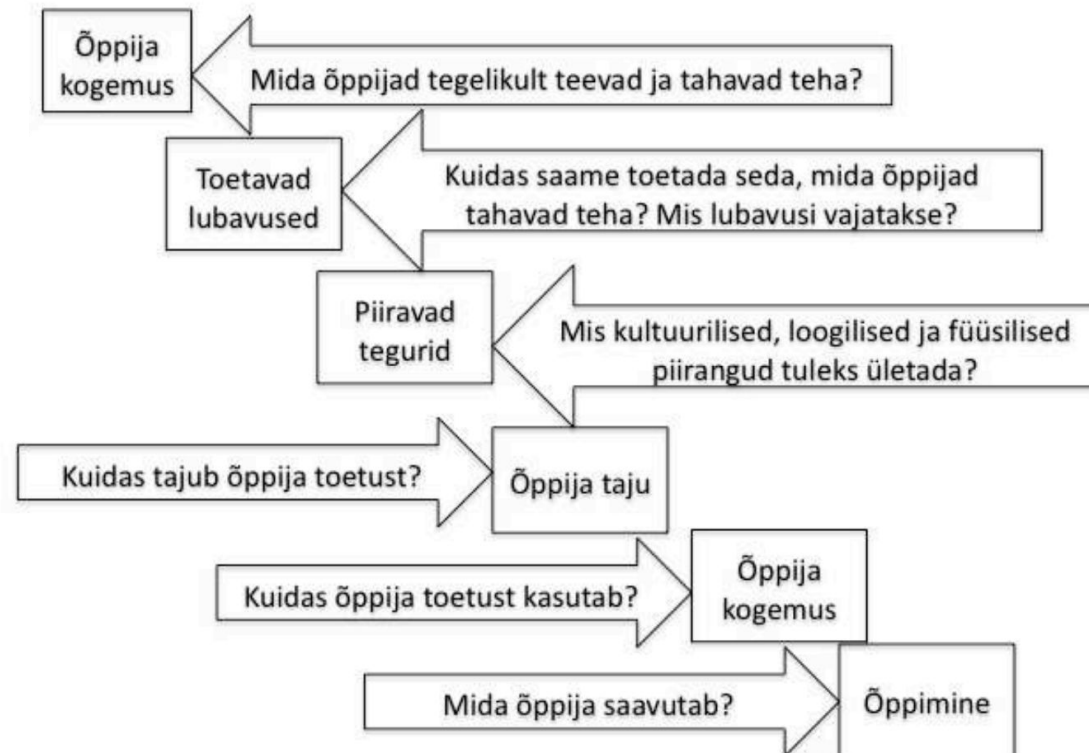 Õppija
kogemus
Mida õppijad tegelikult teevad ja tahavad teha?
Toetavad
lubavused
Kuidas saame toetada seda, mida õppijad
tahavad teha? Mis lubavusi vajatakse?
Piiravad
tegurid
Mis kultuurilised, loogilised ja füüsilised
piirangud tuleks ületada?
Kuidas tajub õppija toetust?
Õppija taju
Kuidas õppija toetust kasutab?
Õppija
kogemus
Mida õppija saavutab?
Õppimine